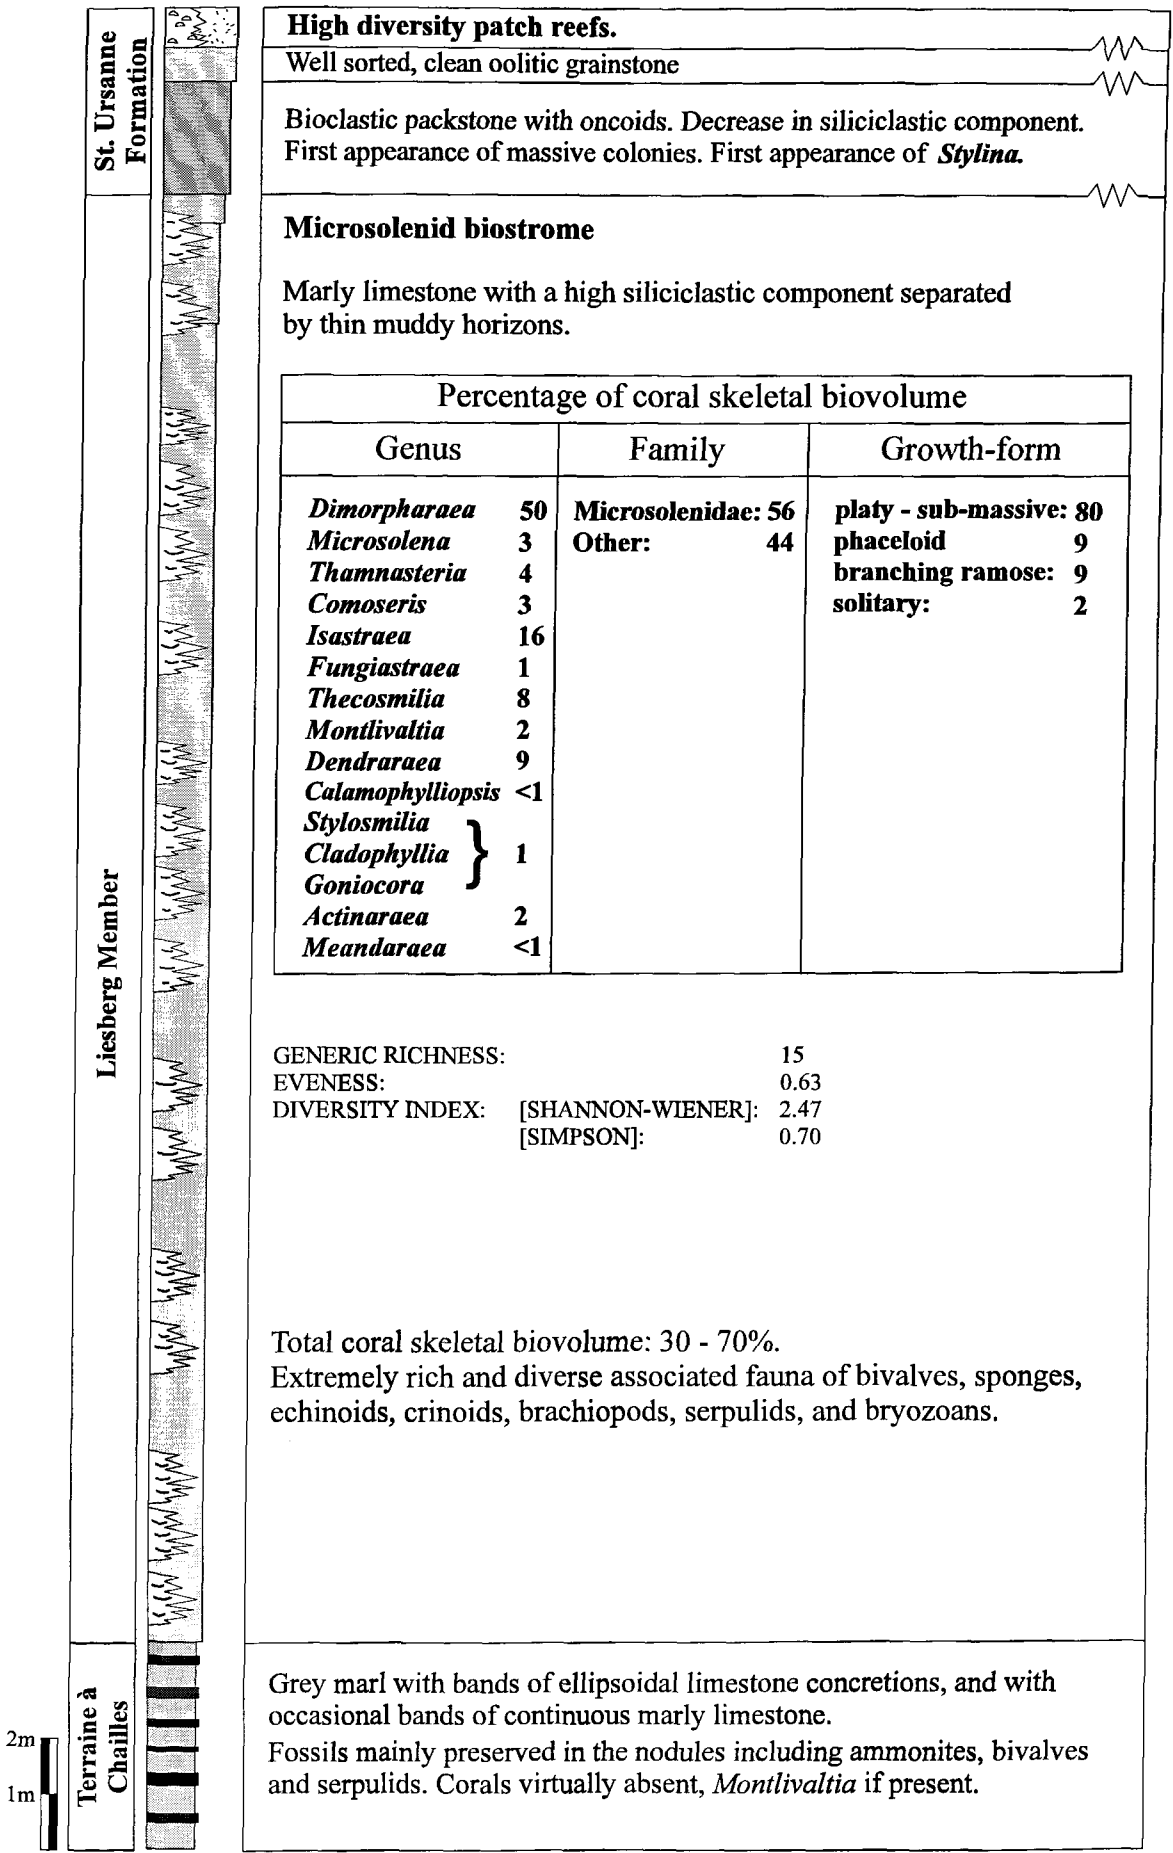 St. Ursanne
Formation
High diversity patch reefs.
Well sorted, clean oolitic grainstone
Bioclastic packstone with oncoids. Decrease in siliciclastic component.
First appearance of massive colonies. First appearance of Stylina.
Liesberg Member
Microsolenid biostrome
Marly limestone with a high siliciclastic component separated
by thin muddy horizons.
Percentage of coral skeletal biovolume
Genus Family Growth-form
Dimorpharaea 50 Microsolenidae: 56 platy - sub-massive: 80
Microsolena 3 Other: 44 phaceloid 9
Thamnasteria 4 branching ramose: 9
Comoseris 3 solitary: 2
Isastraea 16
Fungiastraea 1
Thecosmilia 8
Montlivaltia 2
Dendraraea 9
Calamophylliopsis <1
Stylosmilia
Cladophyllia } 1
Goniocora
Actinaraea 2
Meandaraea <1
GENERIC RICHNESS: 15
EVENESS: 0.63
DIVERSITY INDEX: [SHANNON-WIENER]: 2.47
[SIMPSON]: 0.70
Total coral skeletal biovolume: 30 - 70%.
Extremely rich and diverse associated fauna of bivalves, sponges,
echinoids, crinoids, brachiopods, serpulids, and bryozoans.
Terraine à
Chailles
Grey marl with bands of ellipsoidal limestone concretions, and with
occasional bands of continuous marly limestone.
Fossils mainly preserved in the nodules including ammonites, bivalves
and serpulids. Corals virtually absent, Montlivaltia if present.
2m
1m